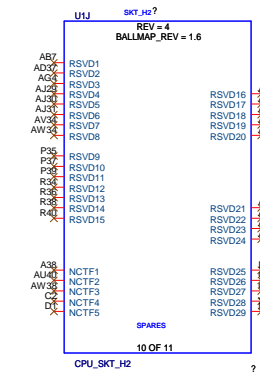 U1J
SKT_H2?
REV = 4
BALLMAP_REV = 1.6
AB7 RSVD1
AD37 RSVD2
AG4 RSVD3
AJ29 RSVD4
AJ30 RSVD5
AJ31 RSVD6
AV34 RSVD7
AW34 RSVD8
RSVD16
RSVD17
RSVD18
RSVD19
RSVD20
P35 RSVD9
P37 RSVD10
P39 RSVD11
R34 RSVD12
R36 RSVD13
R38 RSVD14
R40 RSVD15
RSVD21
RSVD22
RSVD23
RSVD24
A38 NCTF1
AU40 NCTF2
AW38 NCTF3
C2 NCTF4
D1 NCTF5
RSVD25
RSVD26
RSVD27
RSVD28
RSVD29
SPARES
10 OF 11
CPU_SKT_H2
?